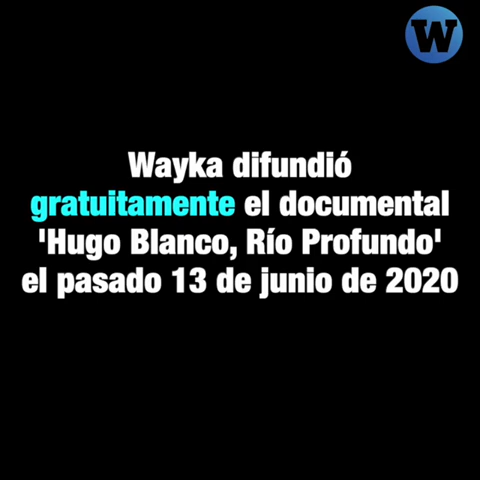 W
Wayka difundió
gratuitamente el documental
'Hugo Blanco, Río Profundo'
el pasado 13 de junio de 2020